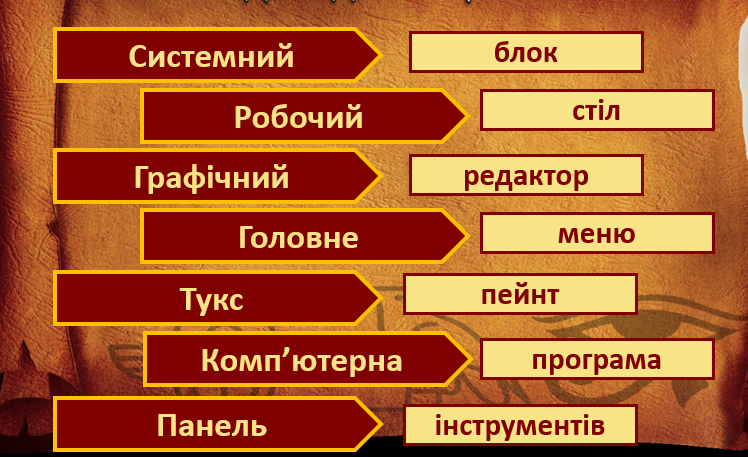 Системний блок
Робочий стіл
Графічний редактор
Головне меню
Тукс пейнт
Комп’ютерна програма
Панель інструментів